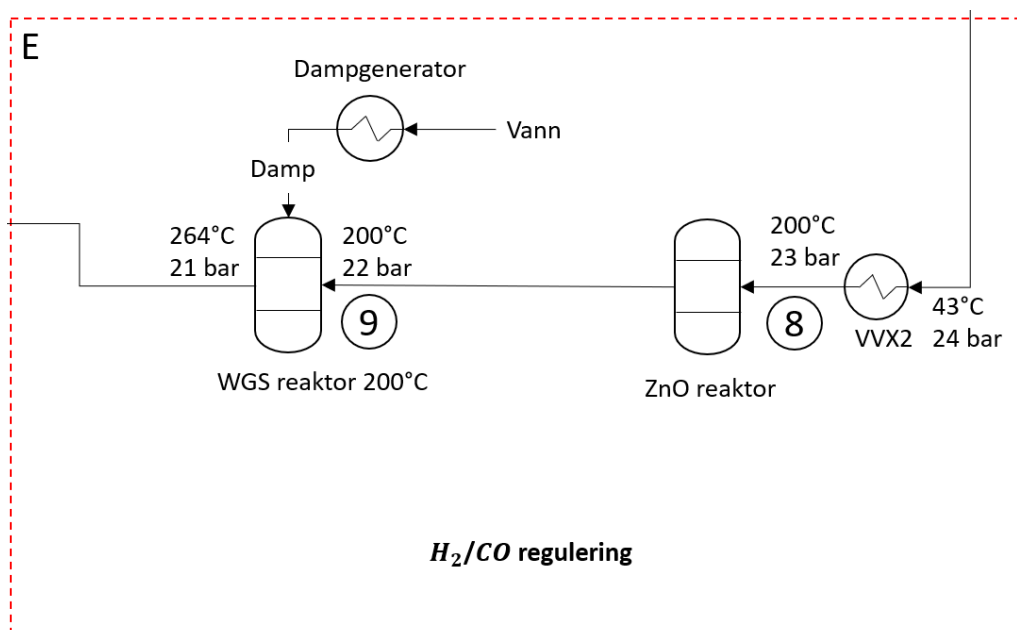 E
Dampgenerator
Vann
Damp
264°C
21 bar
200°C
22 bar
9
WGS reaktor 200°C
200°C
23 bar
8
ZnO reaktor
VVX2
43°C
24 bar
H₂/CO regulering